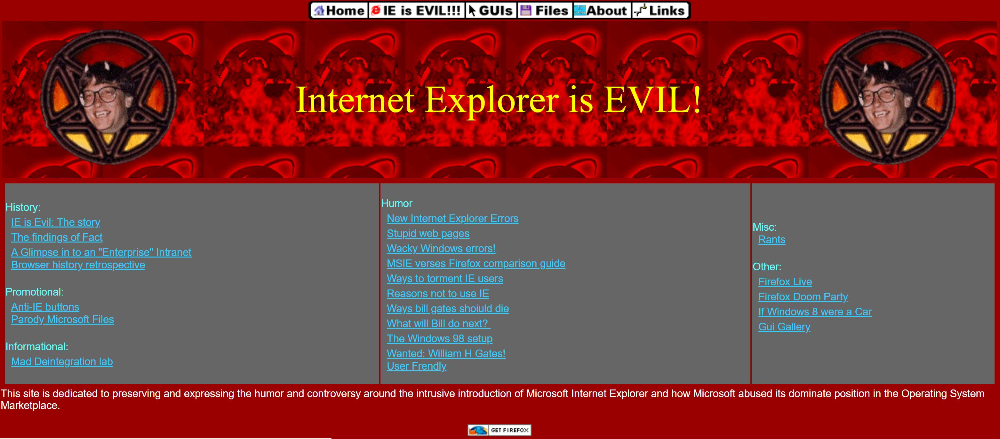 Home IE is EVIL!!! GUIs Files About Links
Internet Explorer is EVIL!
History:
IE is Evil: The story
The findings of Fact
A Glimpse in to an "Enterprise" Intranet
Browser history retrospective
Promotional:
Anti-IE buttons
Parody Microsoft Files
Informational:
Mad Deintegration lab
Humor
New Internet Explorer Errors
Stupid web pages
Wacky Windows errors!
MSIE verses Firefox comparison guide
Ways to torment IE users
Reasons not to use IE
Ways bill gates shoiuld die
What will Bill do next?
The Windows 98 setup
Wanted: William H Gates!
User Frendly
Misc:
Rants
Other:
Firefox Live
Firefox Doom Party
If Windows 8 were a Car
Gui Gallery
This site is dedicated to preserving and expressing the humor and controversy around the intrusive introduction of Microsoft Internet Explorer and how Microsoft abused its dominate position in the Operating System
Marketplace.
GET FIREFOX